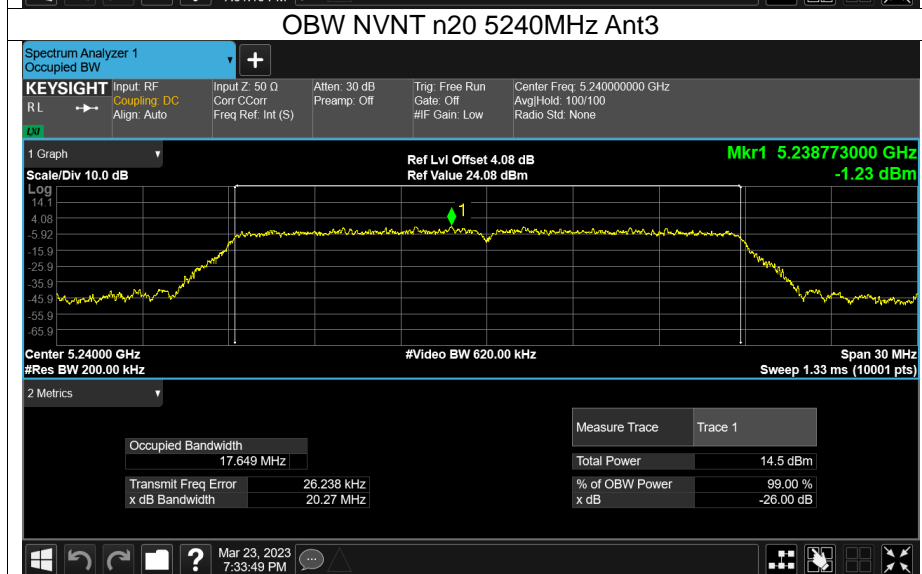 OBW NVNT n20 5240MHz Ant3
Spectrum Analyzer 1
Occupied BW
KEYSIGHT
R L
LXI
Input: RF
Coupling: DC
Align: Auto
Input Z: 50 Ω
Corr CCorr
Freq Ref: Int (S)
Atten: 30 dB
Preamp: Off
Trig: Free Run
Gate: Off
#IF Gain: Low
Center Freq: 5.240000000 GHz
Avg|Hold: 100/100
Radio Std: None
1 Graph
Scale/Div 10.0 dB
Ref Lvl Offset 4.08 dB
Ref Value 24.08 dBm
Mkr1 5.238773000 GHz
-1.23 dBm
Log
14.1
4.08
-5.92
-15.9
-25.9
-35.9
-45.9
-55.9
-65.9
1
Center 5.24000 GHz
#Res BW 200.00 kHz
#Video BW 620.00 kHz
Span 30 MHz
Sweep 1.33 ms (10001 pts)
2 Metrics
Occupied Bandwidth
17.649 MHz
Transmit Freq Error 26.238 kHz
x dB Bandwidth 20.27 MHz
Measure Trace Trace 1
Total Power 14.5 dBm
% of OBW Power 99.00 %
x dB -26.00 dB
?
Mar 23, 2023
7:33:49 PM